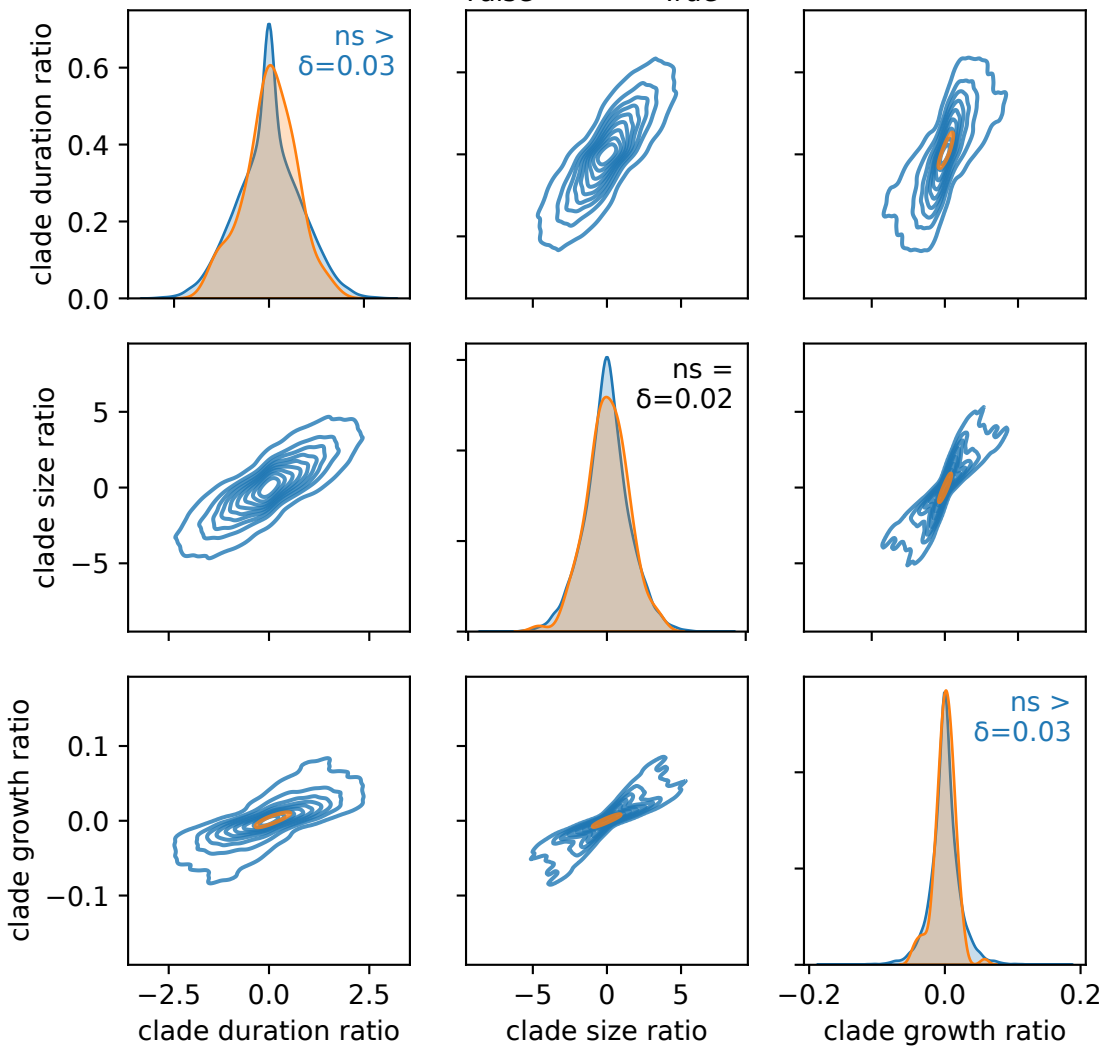 clade duration ratio
0.6
0.4
0.2
0.0
ns >
δ=0.03
clade size ratio
5
0
−5
ns =
δ=0.02
clade growth ratio
0.1
0.0
−0.1
ns >
δ=0.03
−2.5 0.0 2.5
−5 0 5
−0.2 0.0 0.2
clade duration ratio
clade size ratio
clade growth ratio